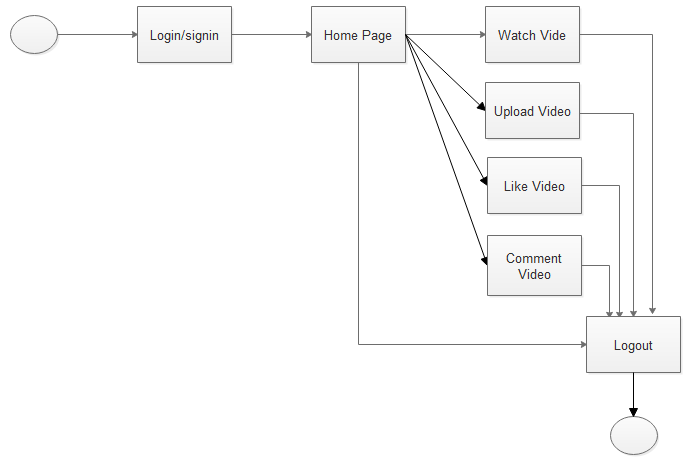 Login/signin
Home Page
Watch Vide
Upload Video
Like Video
Comment
Video
Logout